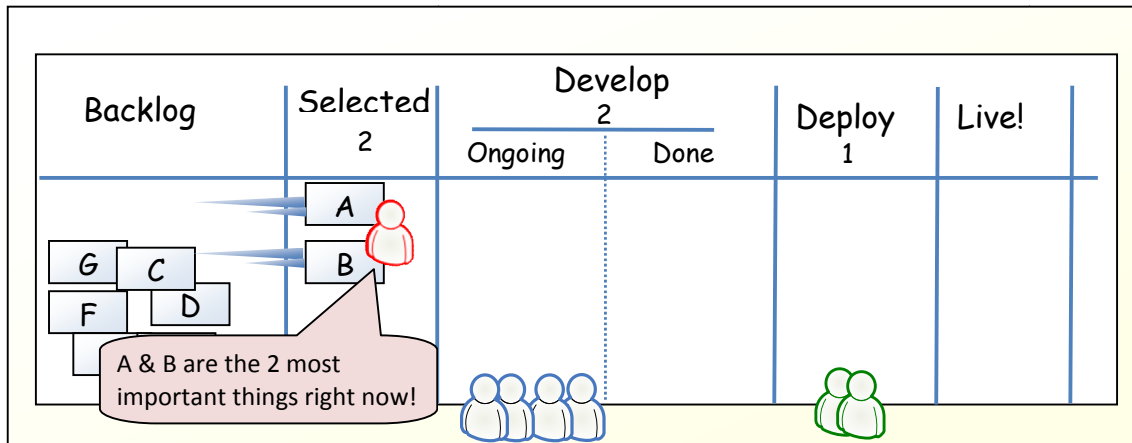 Backlog
Selected
2
Develop
2
Ongoing
Done
Deploy
1
Live!
A
B
G
C
F
D
A & B are the 2 most
important things right now!